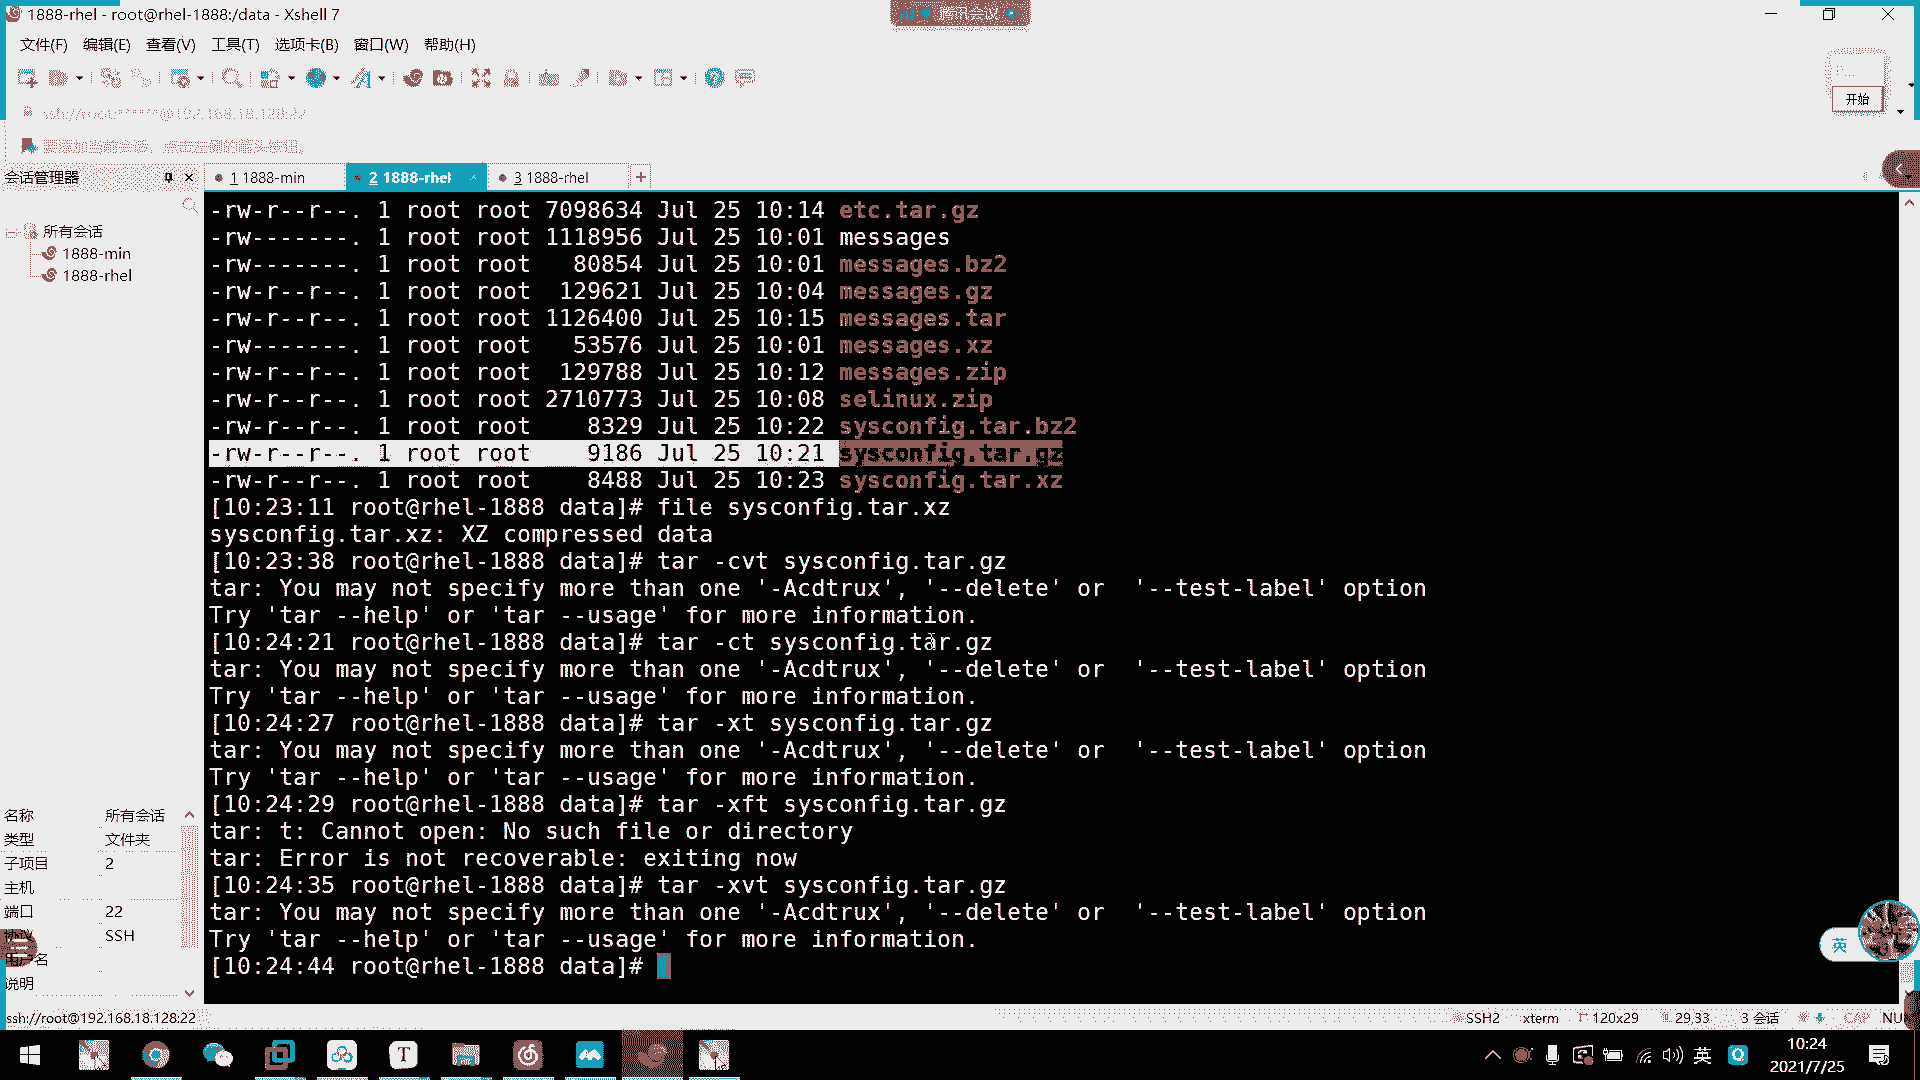 1888-rhel - root@rhel-1888:/data - Xshell 7
腾讯会议
文件(F) 编辑(E) 查看(V) 工具(T) 选项卡(B) 窗口(W) 帮助(H)
ssh://root:*****@192.168.18.128:22
开始
要添加当前会话，点击左侧的箭头按钮。
会话管理器
1 1888-min
2 1888-rhel
3 1888-rhel
所有会话
1888-min
1888-rhel
-rw-r--r--. 1 root root 7098634 Jul 25 10:14 etc.tar.gz
-rw-------. 1 root root 1118956 Jul 25 10:01 messages
-rw-------. 1 root root   80854 Jul 25 10:01 messages.bz2
-rw-r--r--. 1 root root  129621 Jul 25 10:04 messages.gz
-rw-r--r--. 1 root root 1126400 Jul 25 10:15 messages.tar
-rw-------. 1 root root   53576 Jul 25 10:01 messages.xz
-rw-r--r--. 1 root root  129788 Jul 25 10:12 messages.zip
-rw-r--r--. 1 root root 2710773 Jul 25 10:08 selinux.zip
-rw-r--r--. 1 root root    8329 Jul 25 10:22 sysconfig.tar.bz2
-rw-r--r--. 1 root root    9186 Jul 25 10:21 sysconfig.tar.gz
-rw-r--r--. 1 root root    8488 Jul 25 10:23 sysconfig.tar.xz
[10:23:11 root@rhel-1888 data]# file sysconfig.tar.xz
sysconfig.tar.xz: XZ compressed data
[10:23:38 root@rhel-1888 data]# tar -cvt sysconfig.tar.gz
tar: You may not specify more than one '-Acdtrux', '--delete' or  '--test-label' option
Try 'tar --help' or 'tar --usage' for more information.
[10:24:21 root@rhel-1888 data]# tar -ct sysconfig.tar.gz
tar: You may not specify more than one '-Acdtrux', '--delete' or  '--test-label' option
Try 'tar --help' or 'tar --usage' for more information.
[10:24:27 root@rhel-1888 data]# tar -xt sysconfig.tar.gz
tar: You may not specify more than one '-Acdtrux', '--delete' or  '--test-label' option
Try 'tar --help' or 'tar --usage' for more information.
[10:24:29 root@rhel-1888 data]# tar -xft sysconfig.tar.gz
tar: t: Cannot open: No such file or directory
tar: Error is not recoverable: exiting now
[10:24:35 root@rhel-1888 data]# tar -xvt sysconfig.tar.gz
tar: You may not specify more than one '-Acdtrux', '--delete' or  '--test-label' option
Try 'tar --help' or 'tar --usage' for more information.
[10:24:44 root@rhel-1888 data]#
名称 所有会话
类型 文件夹
子项目 2
主机
端口 22
协议 SSH
用户名
说明
英
ssh://root@192.168.18.128:22
SSH2 xterm 120x29 29,33 3 会话 CAP NUM
英
10:24
2021/7/25